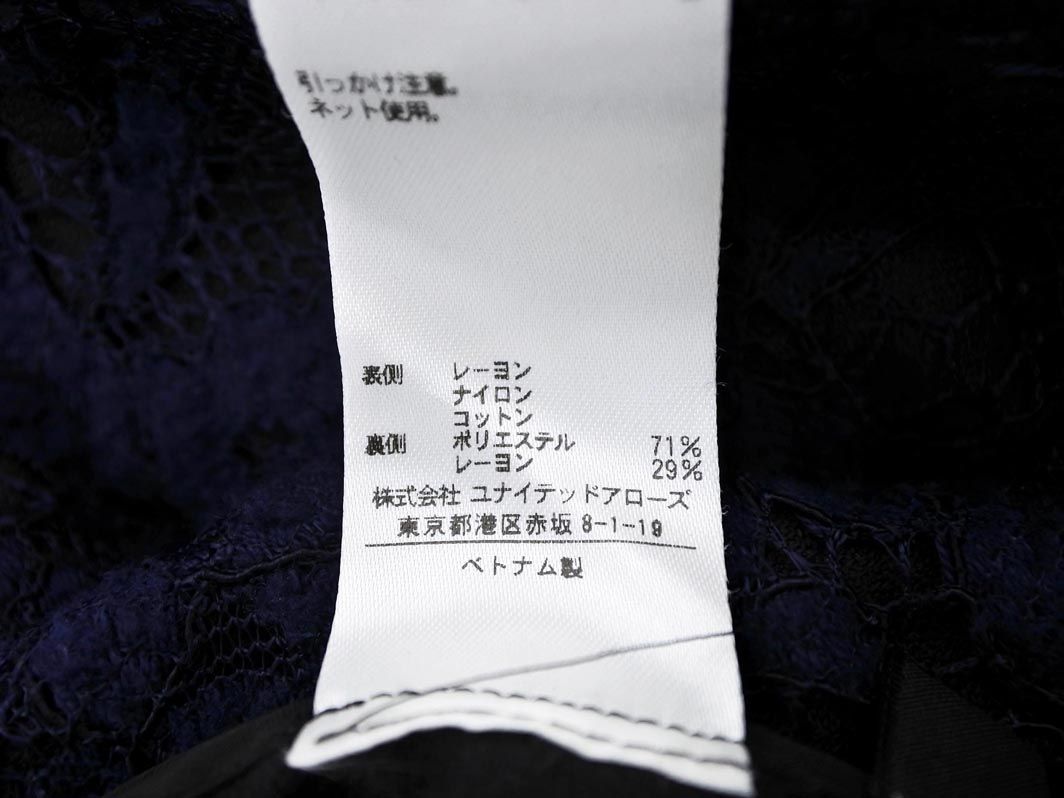 引っかけ注意。
ネット使用。
表側 レーヨン
ナイロン
コットン
裏側 ポリエステル 71%
レーヨン 29%
株式会社 ユナイテッドアローズ
東京都港区赤坂 8-1-19
ベトナム製